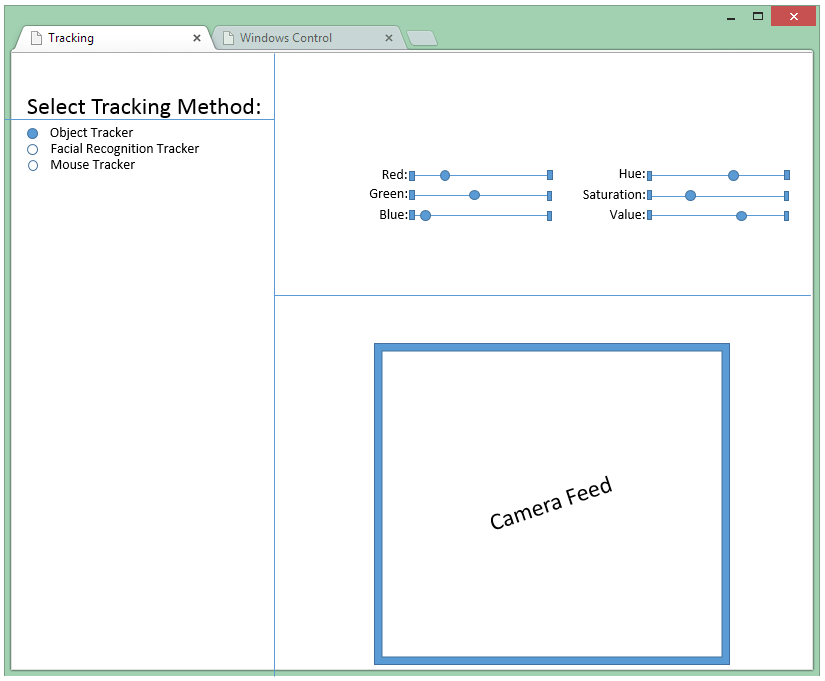 Tracking
Windows Control
Select Tracking Method:
Object Tracker
Facial Recognition Tracker
Mouse Tracker
Red:
Green:
Blue:
Hue:
Saturation:
Value:
Camera Feed